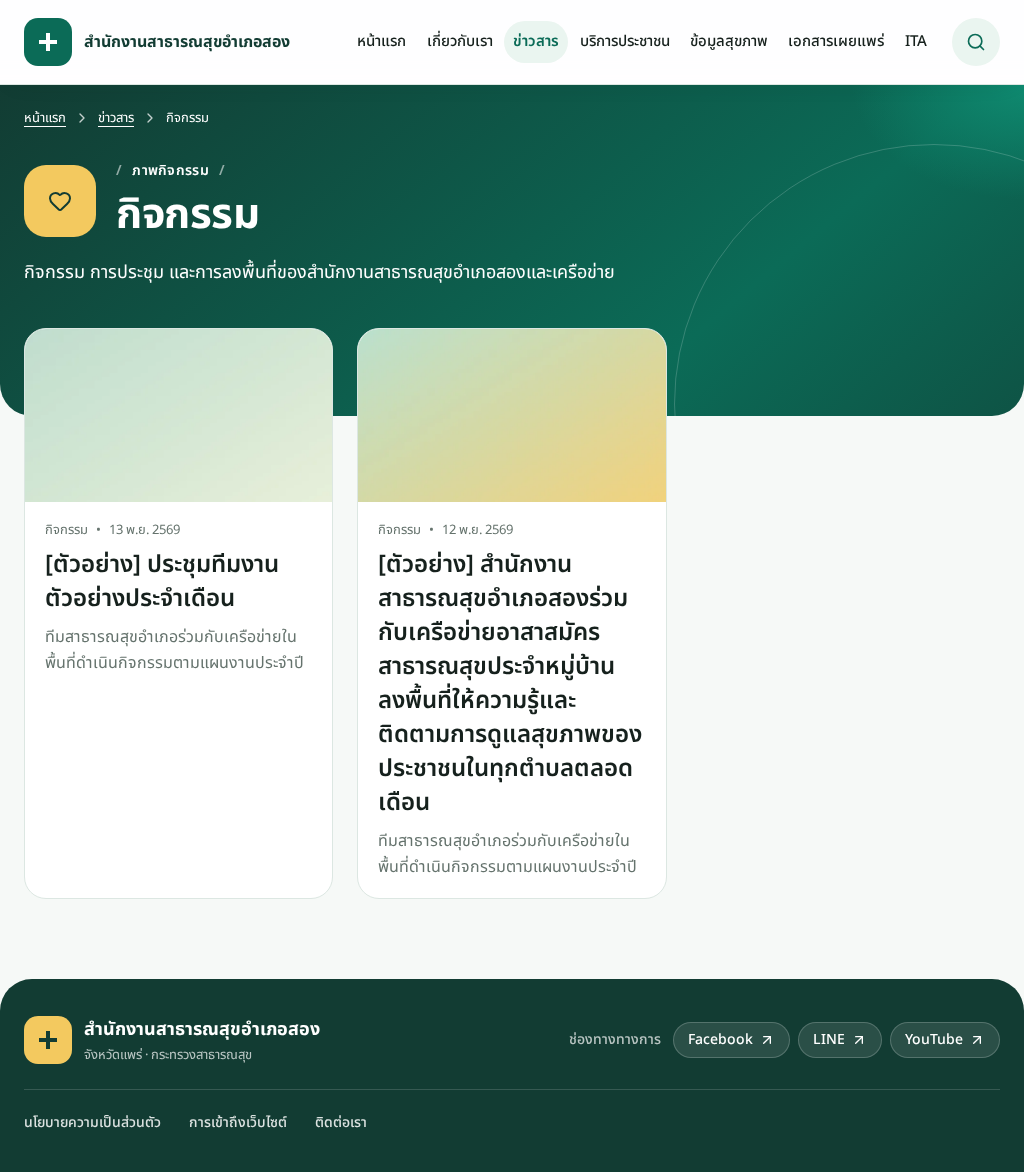 สำนักงานสาธารณสุขอำเภอสอง
หน้าแรก เกี่ยวกับเรา ข่าวสาร บริการประชาชน ข้อมูลสุขภาพ เอกสารเผยแพร่ ITA
หน้าแรก > ข่าวสาร > กิจกรรม
/ ภาพกิจกรรม /
กิจกรรม
กิจกรรม การประชุม และการลงพื้นที่ของสำนักงานสาธารณสุขอำเภอสองและเครือข่าย
กิจกรรม • 13 พ.ย. 2569
[ตัวอย่าง] ประชุมทีมงาน
ตัวอย่างประจำเดือน
ทีมสาธารณสุขอำเภอร่วมกับเครือข่ายใน
พื้นที่ดำเนินกิจกรรมตามแผนงานประจำปี
กิจกรรม • 12 พ.ย. 2569
[ตัวอย่าง] สำนักงาน
สาธารณสุขอำเภอสองร่วม
กับเครือข่ายอาสาสมัคร
สาธารณสุขประจำหมู่บ้าน
ลงพื้นที่ให้ความรู้และ
ติดตามการดูแลสุขภาพของ
ประชาชนในทุกตำบลตลอด
เดือน
ทีมสาธารณสุขอำเภอร่วมกับเครือข่ายใน
พื้นที่ดำเนินกิจกรรมตามแผนงานประจำปี
สำนักงานสาธารณสุขอำเภอสอง
จังหวัดแพร่ · กระทรวงสาธารณสุข
ช่องทางทางการ Facebook LINE YouTube
นโยบายความเป็นส่วนตัว การเข้าถึงเว็บไซต์ ติดต่อเรา